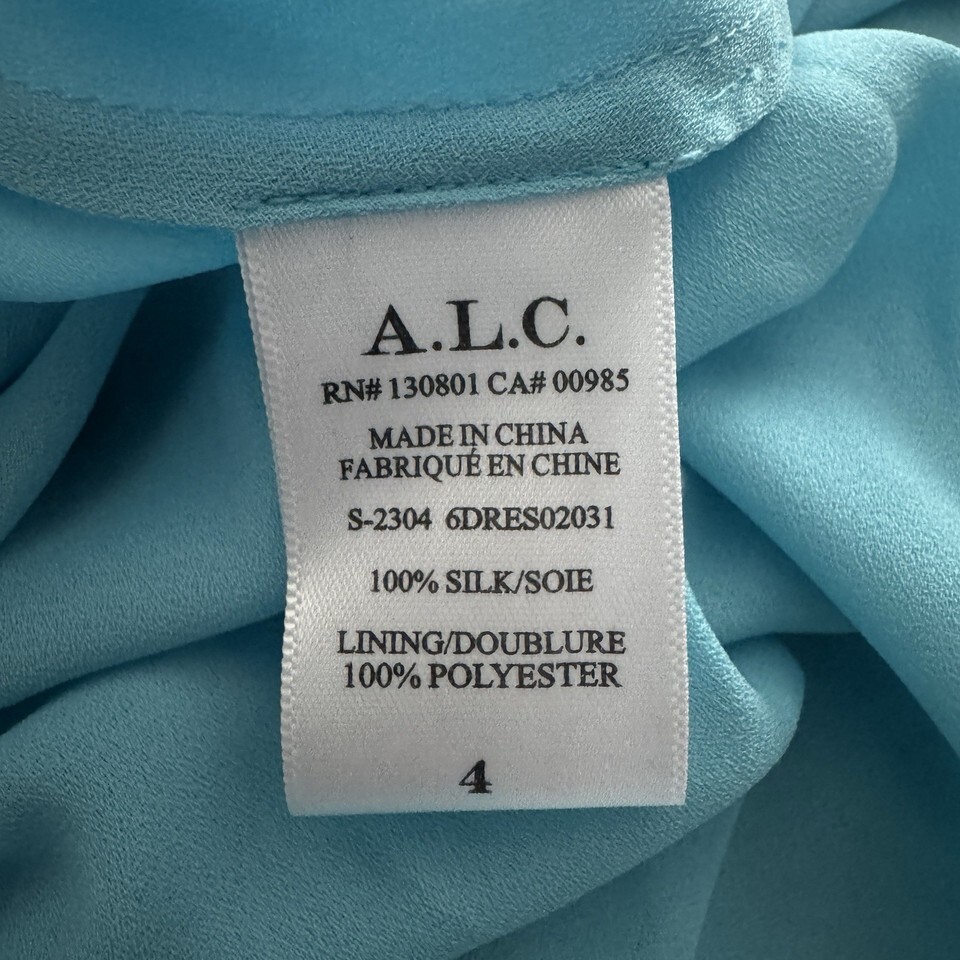 A.L.C.
RN# 130801 CA# 00985
MADE IN CHINA
FABRIQUÉ EN CHINE
S-2304 6DRES02031
100% SILK/SOIE
LINING/DOUBLURE
100% POLYESTER
4